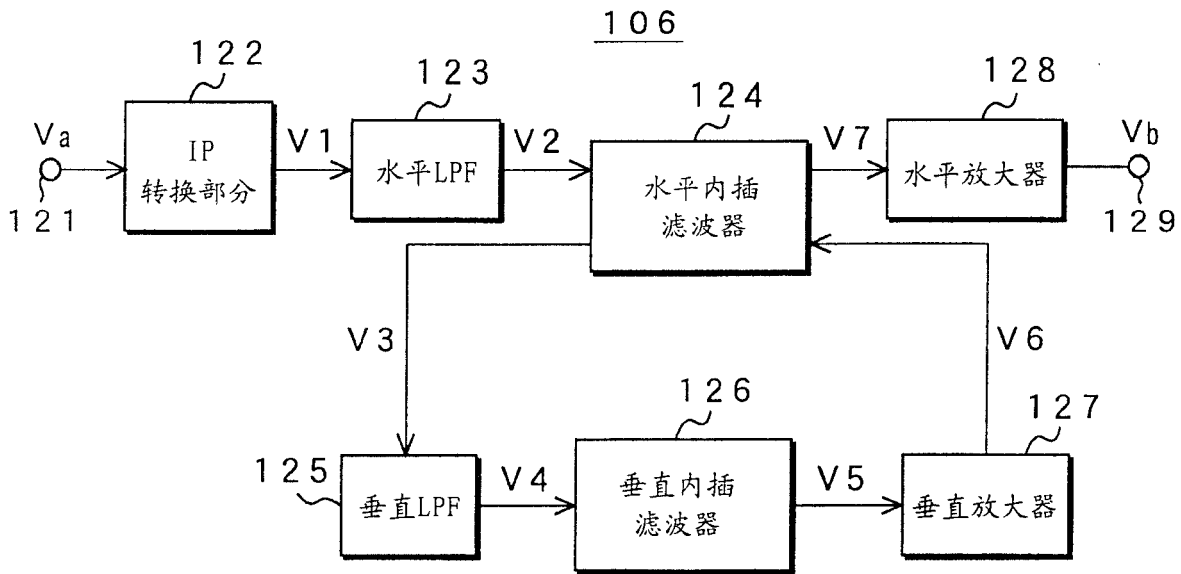 106
122
123
124
128
Va
IP
转换部分
V1
水平LPF
V2
水平内插
滤波器
V7
水平放大器
Vb
121
129
V3
V6
126
127
125
垂直LPF
V4
垂直内插
滤波器
V5
垂直放大器